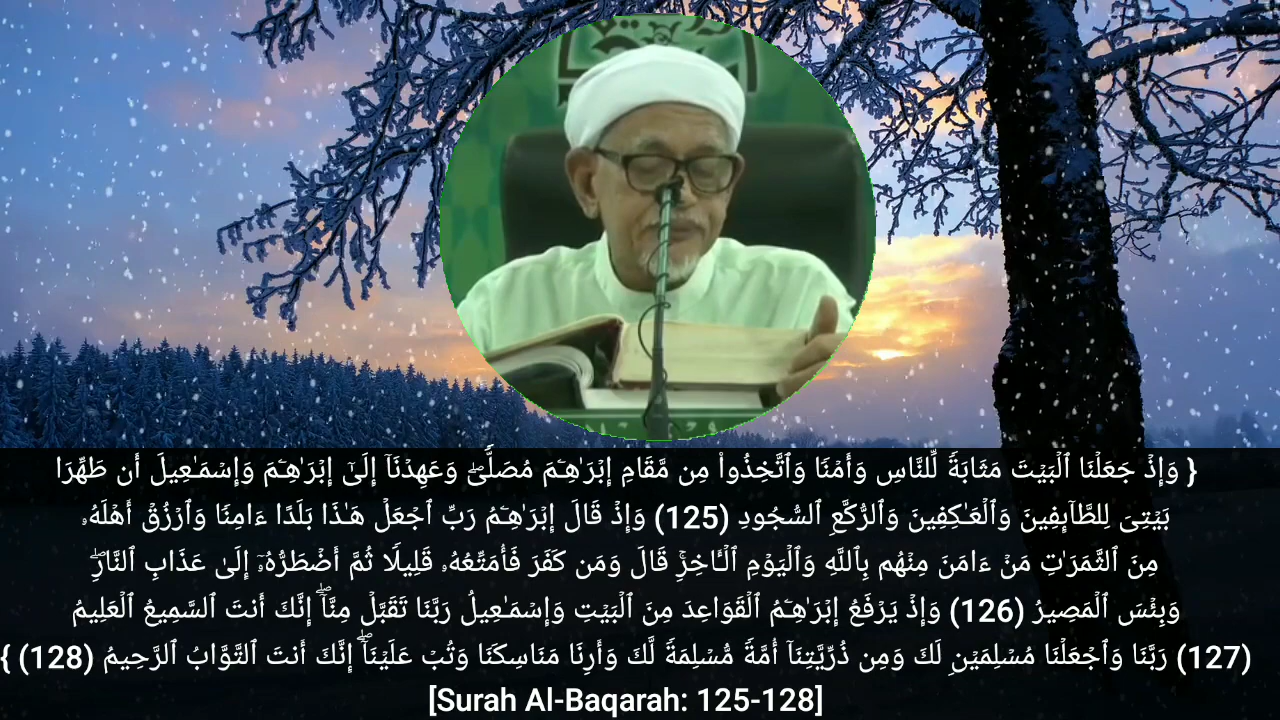 { وَإِذۡ جَعَلۡنَا ٱلۡبَيۡتَ مَثَابَةٗ لِّلنَّاسِ وَأَمۡنٗا وَٱتَّخِذُواْ مِن مَّقَامِ إِبۡرَٰهِـۧمَ مُصَلّٗىۖ وَعَهِدۡنَآ إِلَىٰٓ إِبۡرَٰهِـۧمَ وَإِسۡمَٰعِيلَ أَن طَهِّرَا
بَيۡتِيَ لِلطَّآئِفِينَ وَٱلۡعَٰكِفِينَ وَٱلرُّكَّعِ ٱلسُّجُودِ (125) وَإِذۡ قَالَ إِبۡرَٰهِـۧمُ رَبِّ ٱجۡعَلۡ هَٰذَا بَلَدًا ءَامِنٗا وَٱرۡزُقۡ أَهۡلَهُۥ
مِنَ ٱلثَّمَرَٰتِ مَنۡ ءَامَنَ مِنۡهُم بِٱللَّهِ وَٱلۡيَوۡمِ ٱلۡأٓخِرِۚ قَالَ وَمَن كَفَرَ فَأُمَتِّعُهُۥ قَلِيلٗا ثُمَّ أَضۡطَرُّهُۥٓ إِلَىٰ عَذَابِ ٱلنَّارِۖ
وَبِئۡسَ ٱلۡمَصِيرُ (126) وَإِذۡ يَرۡفَعُ إِبۡرَٰهِـۧمُ ٱلۡقَوَاعِدَ مِنَ ٱلۡبَيۡتِ وَإِسۡمَٰعِيلُ رَبَّنَا تَقَبَّلۡ مِنَّآۖ إِنَّكَ أَنتَ ٱلسَّمِيعُ ٱلۡعَلِيمُ
(127) رَبَّنَا وَٱجۡعَلۡنَا مُسۡلِمَيۡنِ لَكَ وَمِن ذُرِّيَّتِنَآ أُمَّةٗ مُّسۡلِمَةٗ لَّكَ وَأَرِنَا مَنَاسِكَنَا وَتُبۡ عَلَيۡنَآۖ إِنَّكَ أَنتَ ٱلتَّوَّابُ ٱلرَّحِيمُ (128) }
[Surah Al-Baqarah: 125-128]